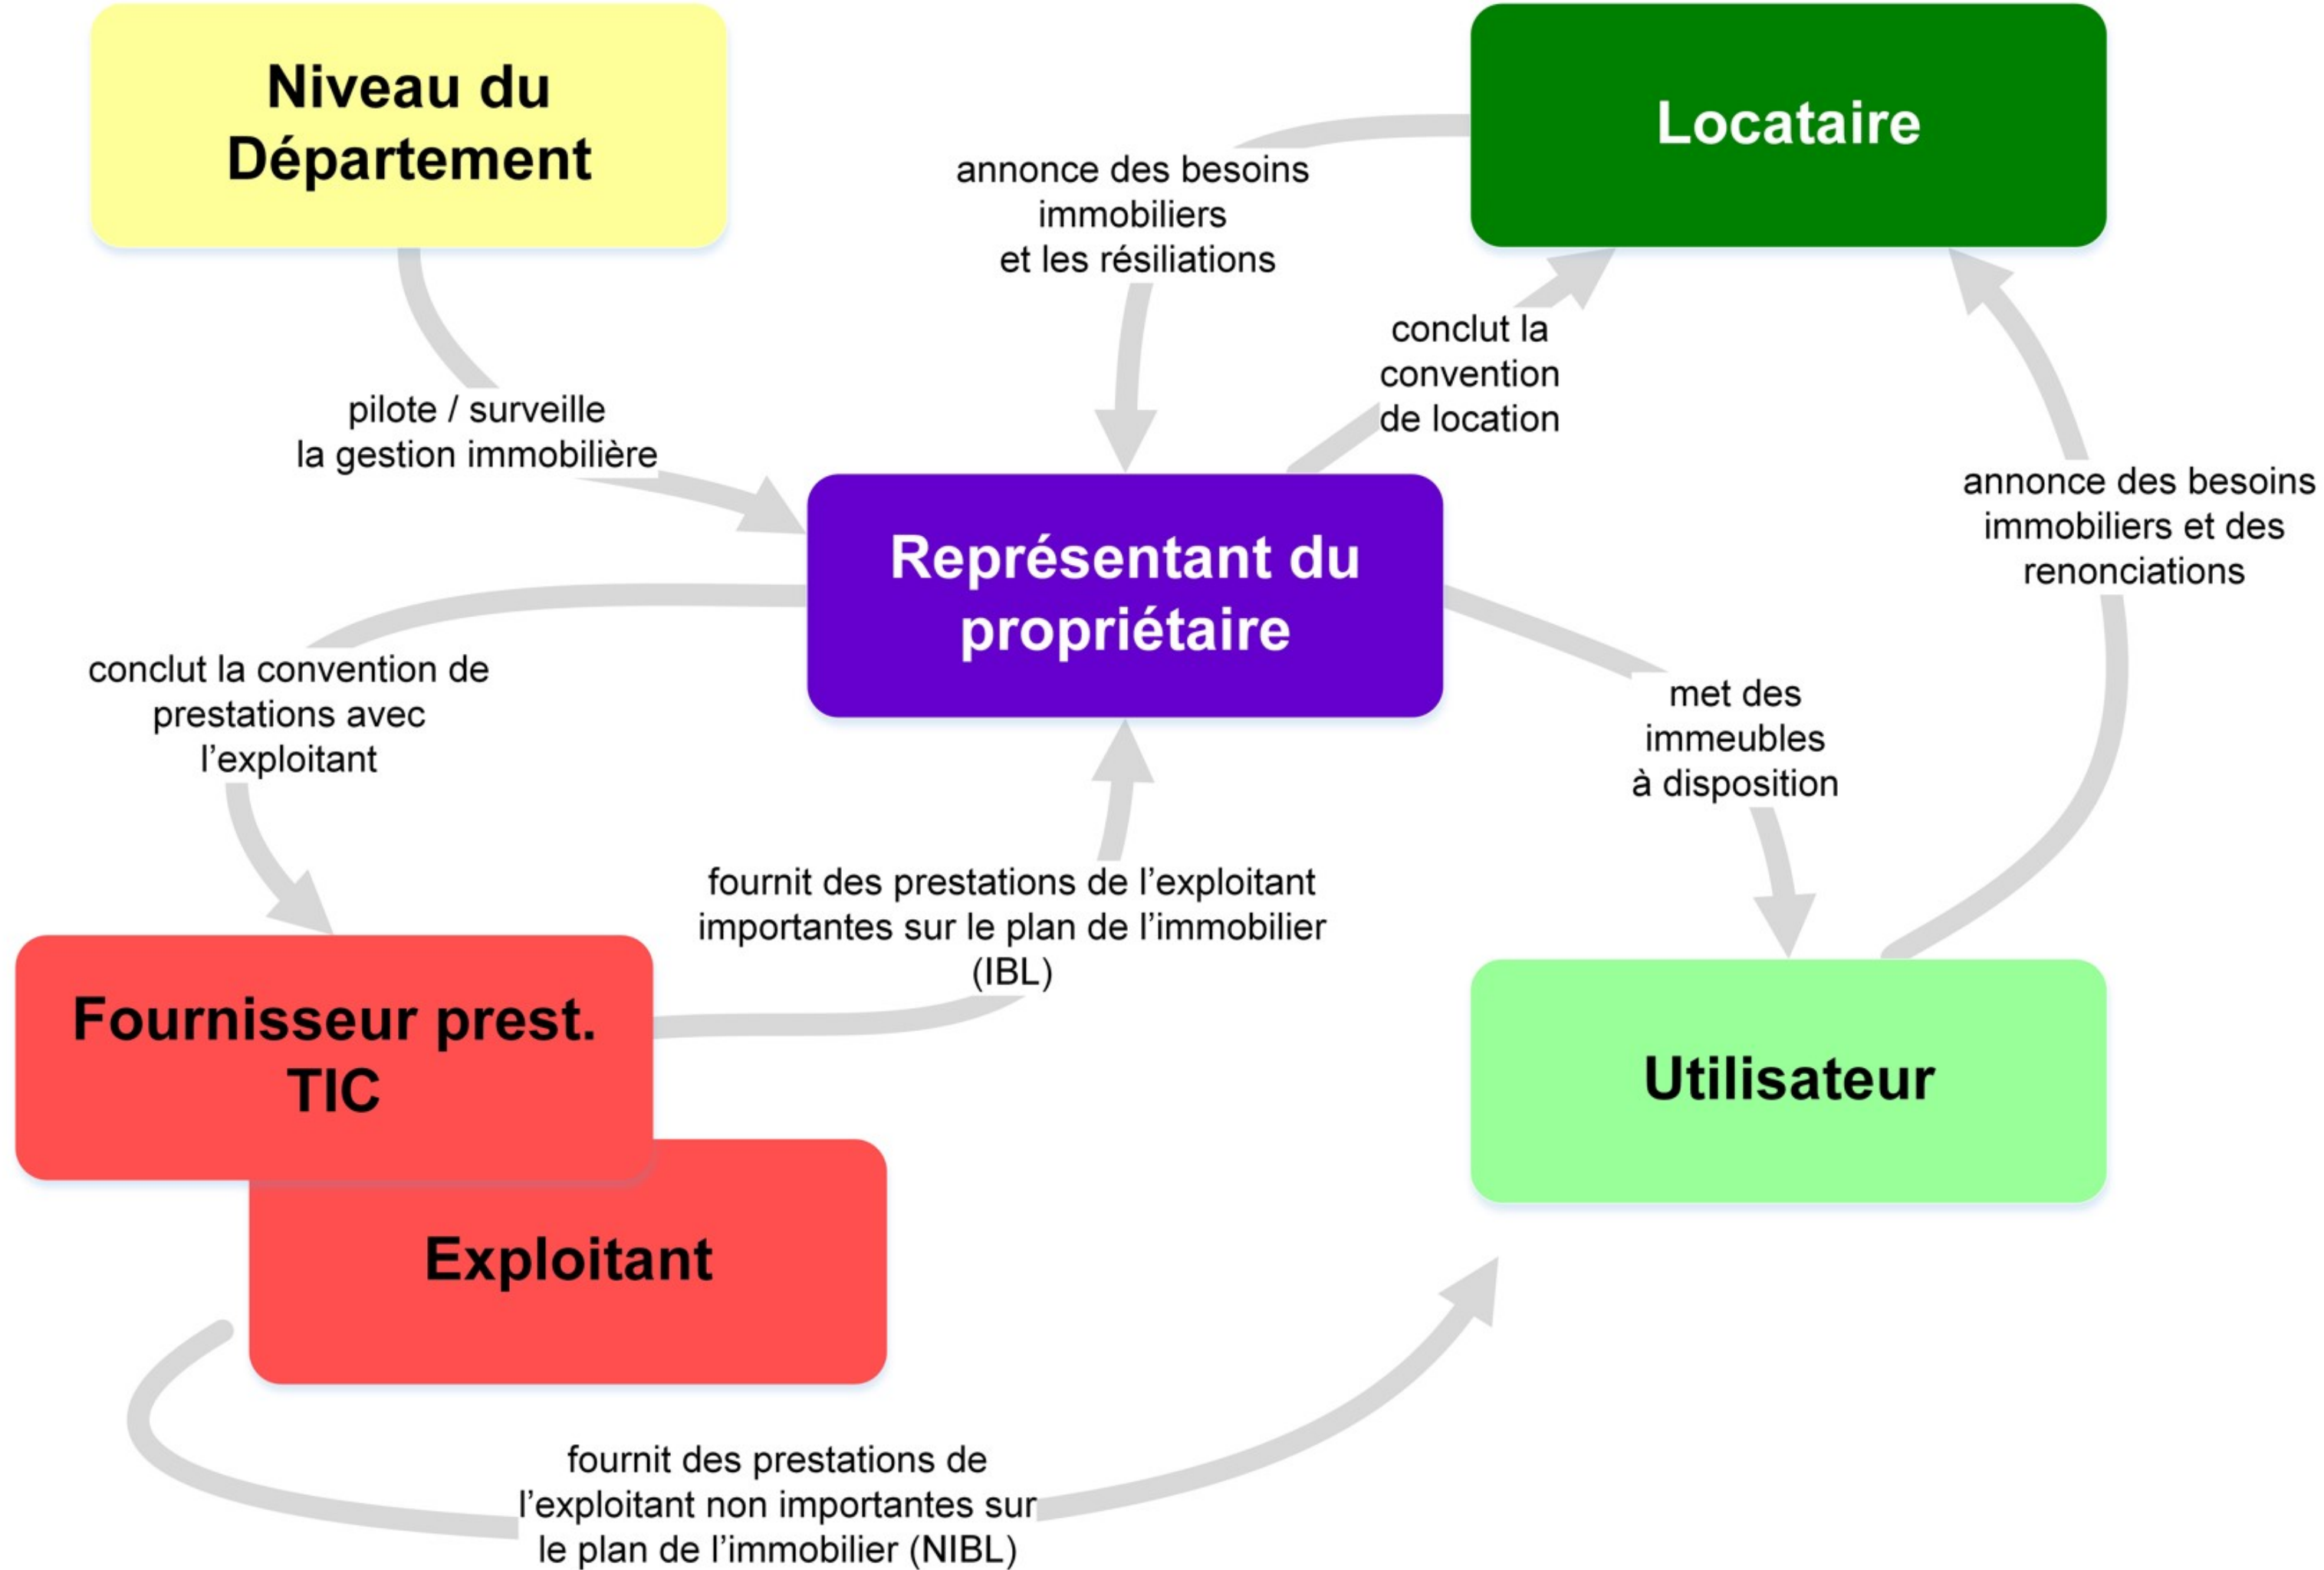 Niveau du
Département
Locataire
annonce des besoins
immobiliers
et les résiliations
conclut la
convention
de location
pilote / surveille
la gestion immobilière
annonce des besoins
immobiliers et des
renonciations
Représentant du
propriétaire
conclut la convention de
prestations avec
l’exploitant
met des
immeubles
à disposition
fournit des prestations de l’exploitant
importantes sur le plan de l’immobilier
(IBL)
Fournisseur prest.
TIC
Utilisateur
Exploitant
fournit des prestations de
l’exploitant non importantes sur
le plan de l’immobilier (NIBL)